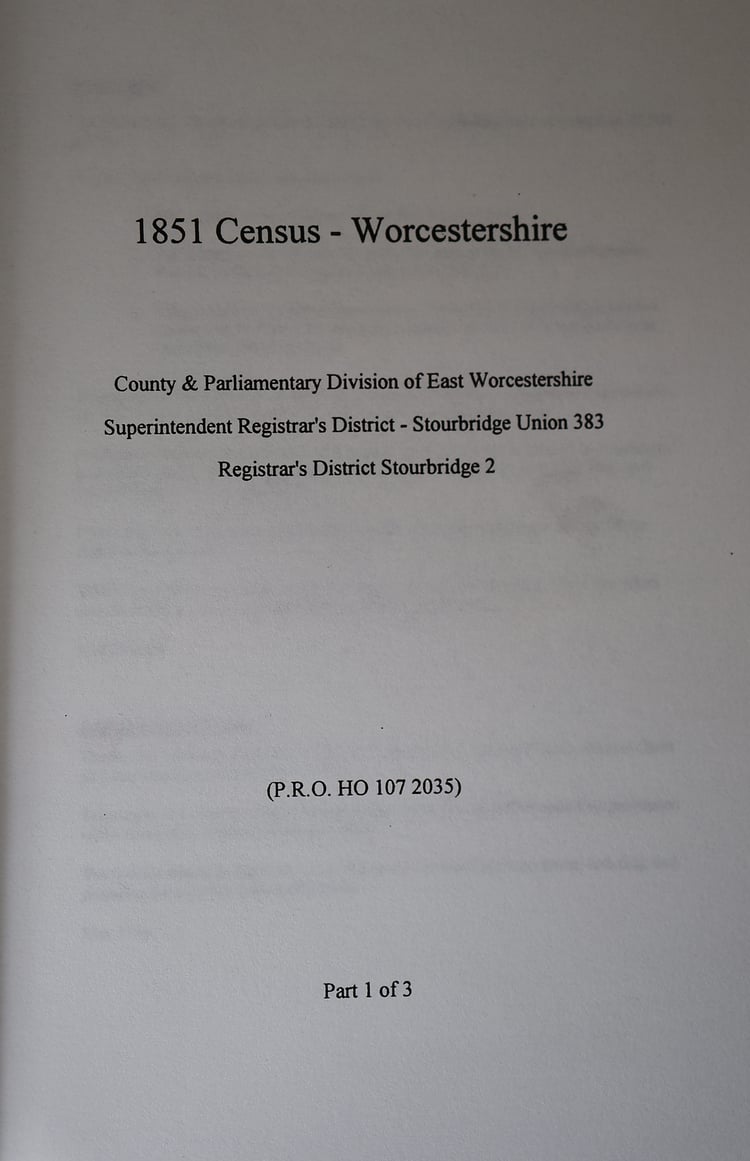 1851 Census - Worcestershire
County & Parliamentary Division of East Worcestershire
Superintendent Registrar's District - Stourbridge Union 383
Registrar's District Stourbridge 2
(P.R.O. HO 107 2035)
Part 1 of 3